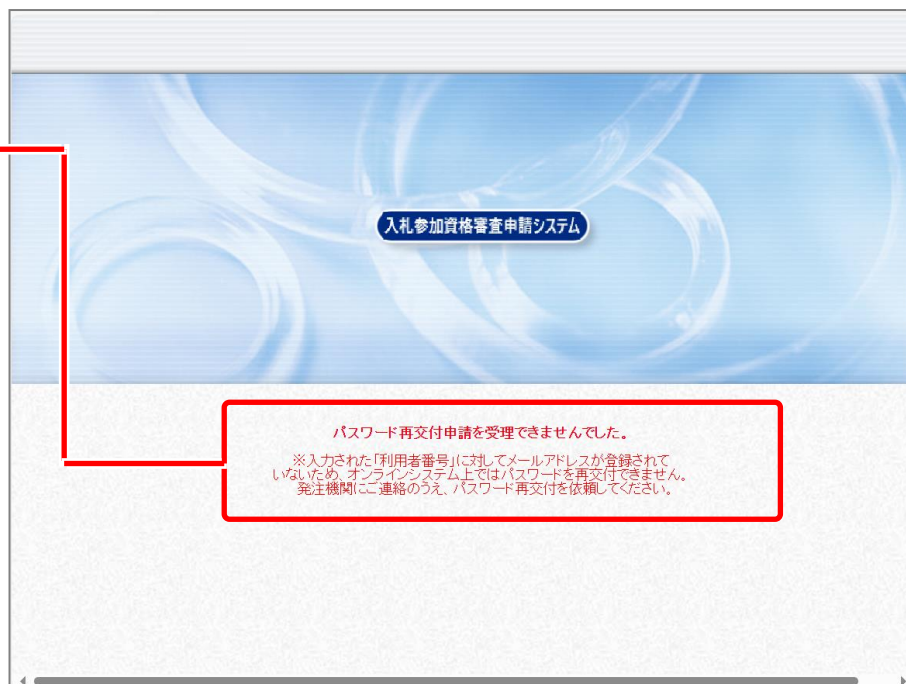 入札参加資格審査申請システム
パスワード再交付申請を受理できませんでした。
※入力された「利用者番号」に対してメールアドレスが登録されて
いないため、オンラインシステム上ではパスワードを再交付できません。
発注機関にご連絡のうえ、パスワード再交付を依頼してください。